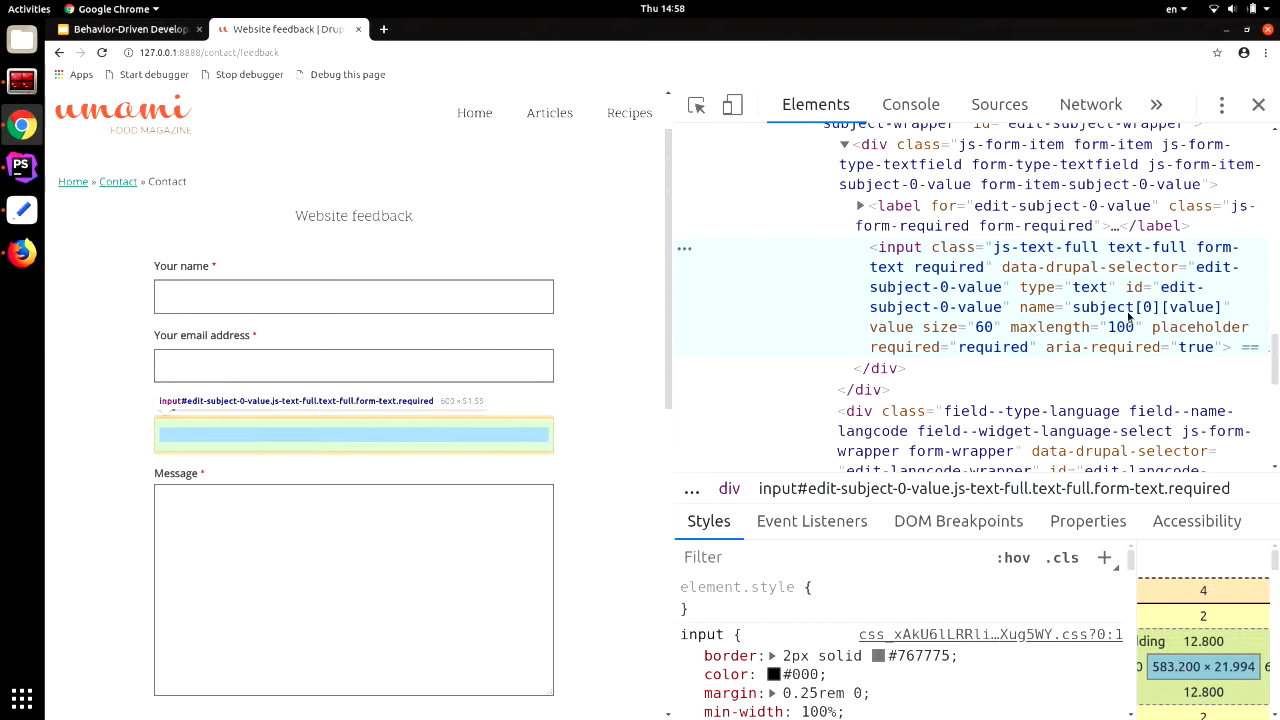 Activities
Google Chrome
Thu 14:58
en
Behavior-Driven Develop
Website feedback | Drup
127.0.0.1:8888/contact/feedback
Apps
Start debugger
Stop debugger
Debug this page
umami
FOOD MAGAZINE
Home
Articles
Recipes
Home » Contact » Contact
Website feedback
Your name *
Your email address *
input#edit-subject-0-value.js-text-full.text-full.form-text.required 600 × 51.59
Message *
Elements
Console
Sources
Network
subject-wrapper" id="edit-subject-wrapper">
<div class="js-form-item form-item js-form-
type-textfield form-type-textfield js-form-item-
subject-0-value form-item-subject-0-value">
<label for="edit-subject-0-value" class="js-
form-required form-required">…</label>
<input class="js-text-full text-full form-
text required" data-drupal-selector="edit-
subject-0-value" type="text" id="edit-
subject-0-value" name="subject[0][value]"
value size="60" maxlength="100" placeholder
required="required" aria-required="true"> ==
</div>
</div>
<div class="field--type-language field--name-
langcode field--widget-language-select js-form-
wrapper form-wrapper" data-drupal-selector=
"edit-langcode-wrapper" id="edit-langcode-
... div input#edit-subject-0-value.js-text-full.text-full.form-text.required
Styles
Event Listeners
DOM Breakpoints
Properties
Accessibility
Filter
:hov .cls +
element.style {
}
input {
css_xAkU6lLRRli…Xug5WY.css?0:1
border: 2px solid #767775;
color: #000;
margin: 0.25rem 0;
min-width: 100%;
4
2
dding 12.800
583.200 × 21.994
12.800
2